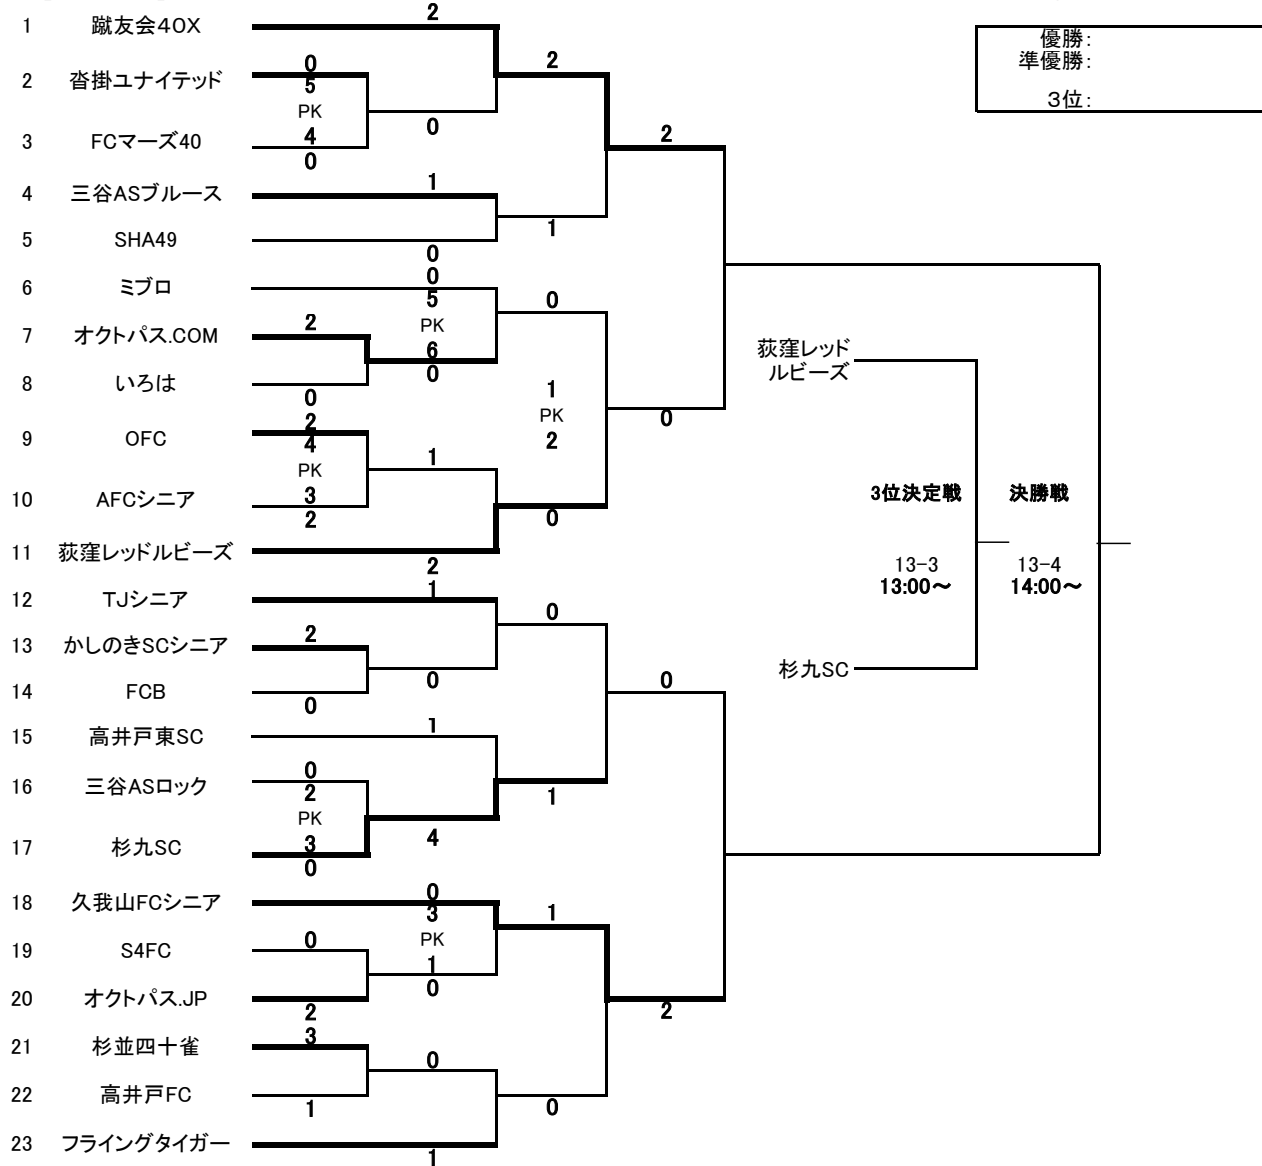 2
1 蹴友会40X
優勝：
準優勝：
3位：
0
2
2 沓掛ユナイテッド
5
PK
4
0
3 FCマーズ40
0
2
1
4 三谷ASブルース
1
5 SHA49
0
0
6 ミブロ
5
0
PK
2
7 オクトパス.COM
6
0
8 いろは
0
1
PK
2
0
2
9 OFC
4
PK
1
3
10 AFCシニア
2
0
11 荻窪レッドルビーズ
2
荻窪レッド
ルビーズ
3位決定戦 決勝戦
13-3 13-4
13:00～ 14:00～
杉九SC
1
12 TJシニア
0
2
13 かしのきSCシニア
0
0
14 FCB
0
1
15 高井戸東SC
0
16 三谷ASロック
2
1
PK
4
3
17 杉九SC
0
0
18 久我山FCシニア
3
1
PK
0
19 S4FC
1
0
20 オクトパス.JP
2
2
3
21 杉並四十雀
0
22 高井戸FC
1
0
23 フライングタイガー
1